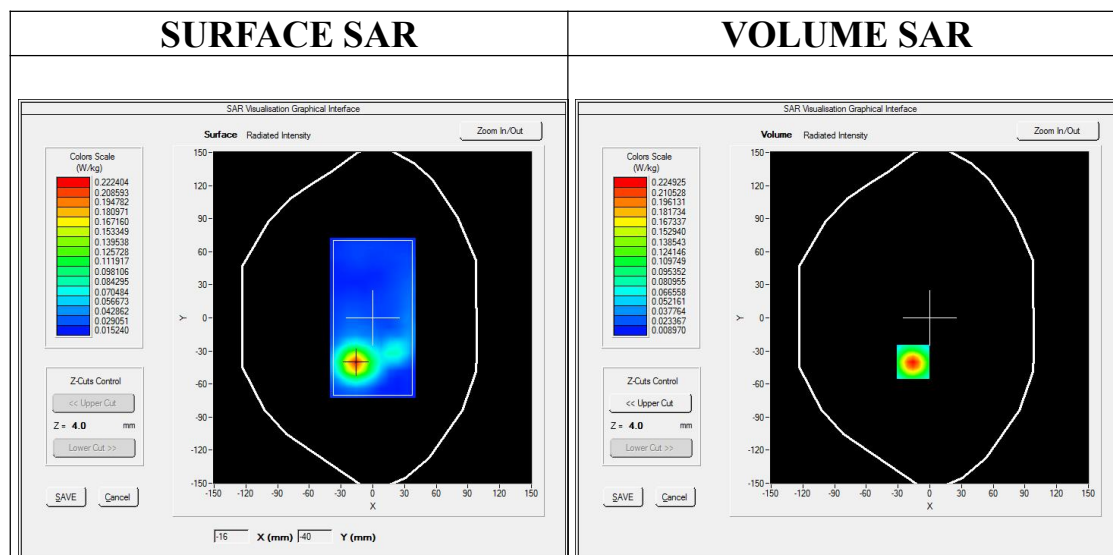 SURFACE SAR
VOLUME SAR
SAR Visualisation Graphical Interface
Surface Radiated Intensity
Zoom In/Out
Colors Scale
(W/kg)
0.222404
0.208593
0.194782
0.180971
0.167160
0.153349
0.139538
0.125728
0.111917
0.098106
0.084295
0.070484
0.056673
0.042862
0.029051
0.015240
150
120
90
60
30
0
-30
-60
-90
-120
-150
Y
-150 -120 -90 -60 -30 0 30 60 90 120 150
X
Z-Cuts Control
<< Upper Cut
Z = 4.0 mm
Lower Cut >>
SAVE Cancel
-16 X (mm) -40 Y (mm)
SAR Visualisation Graphical Interface
Volume Radiated Intensity
Zoom In/Out
Colors Scale
(W/kg)
0.224925
0.210528
0.196131
0.181734
0.167337
0.152940
0.138543
0.124146
0.109749
0.095352
0.080955
0.066558
0.052161
0.037764
0.023367
0.008970
150
120
90
60
30
0
-30
-60
-90
-120
-150
Y
-150 -120 -90 -60 -30 0 30 60 90 120 150
X
Z-Cuts Control
<< Upper Cut
Z = 4.0 mm
Lower Cut >>
SAVE Cancel